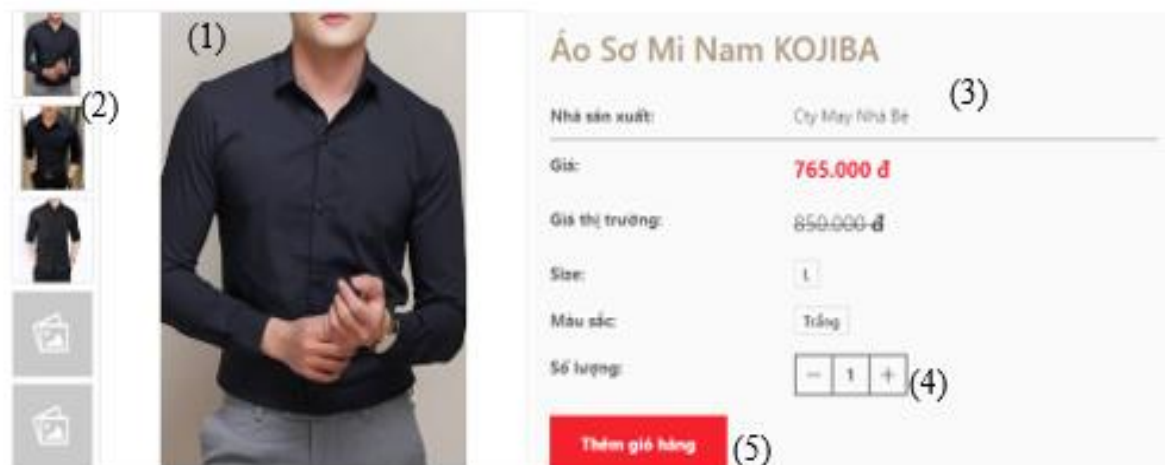 (1)
(2)
Áo Sơ Mi Nam KOJIBA
(3)
Nhà sản xuất: Cty May Nhà Bè
Giá: 765.000 đ
Giá thị trường: 850.000 đ
Size: L
Màu sắc: Trắng
Số lượng: − 1 + (4)
Thêm giỏ hàng (5)